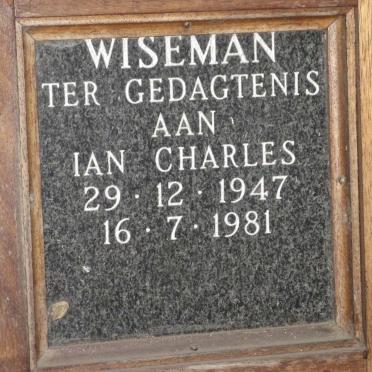 WISEMAN
TER GEDAGTENIS
AAN
IAN CHARLES
29 · 12 · 1947
16 · 7 · 1981